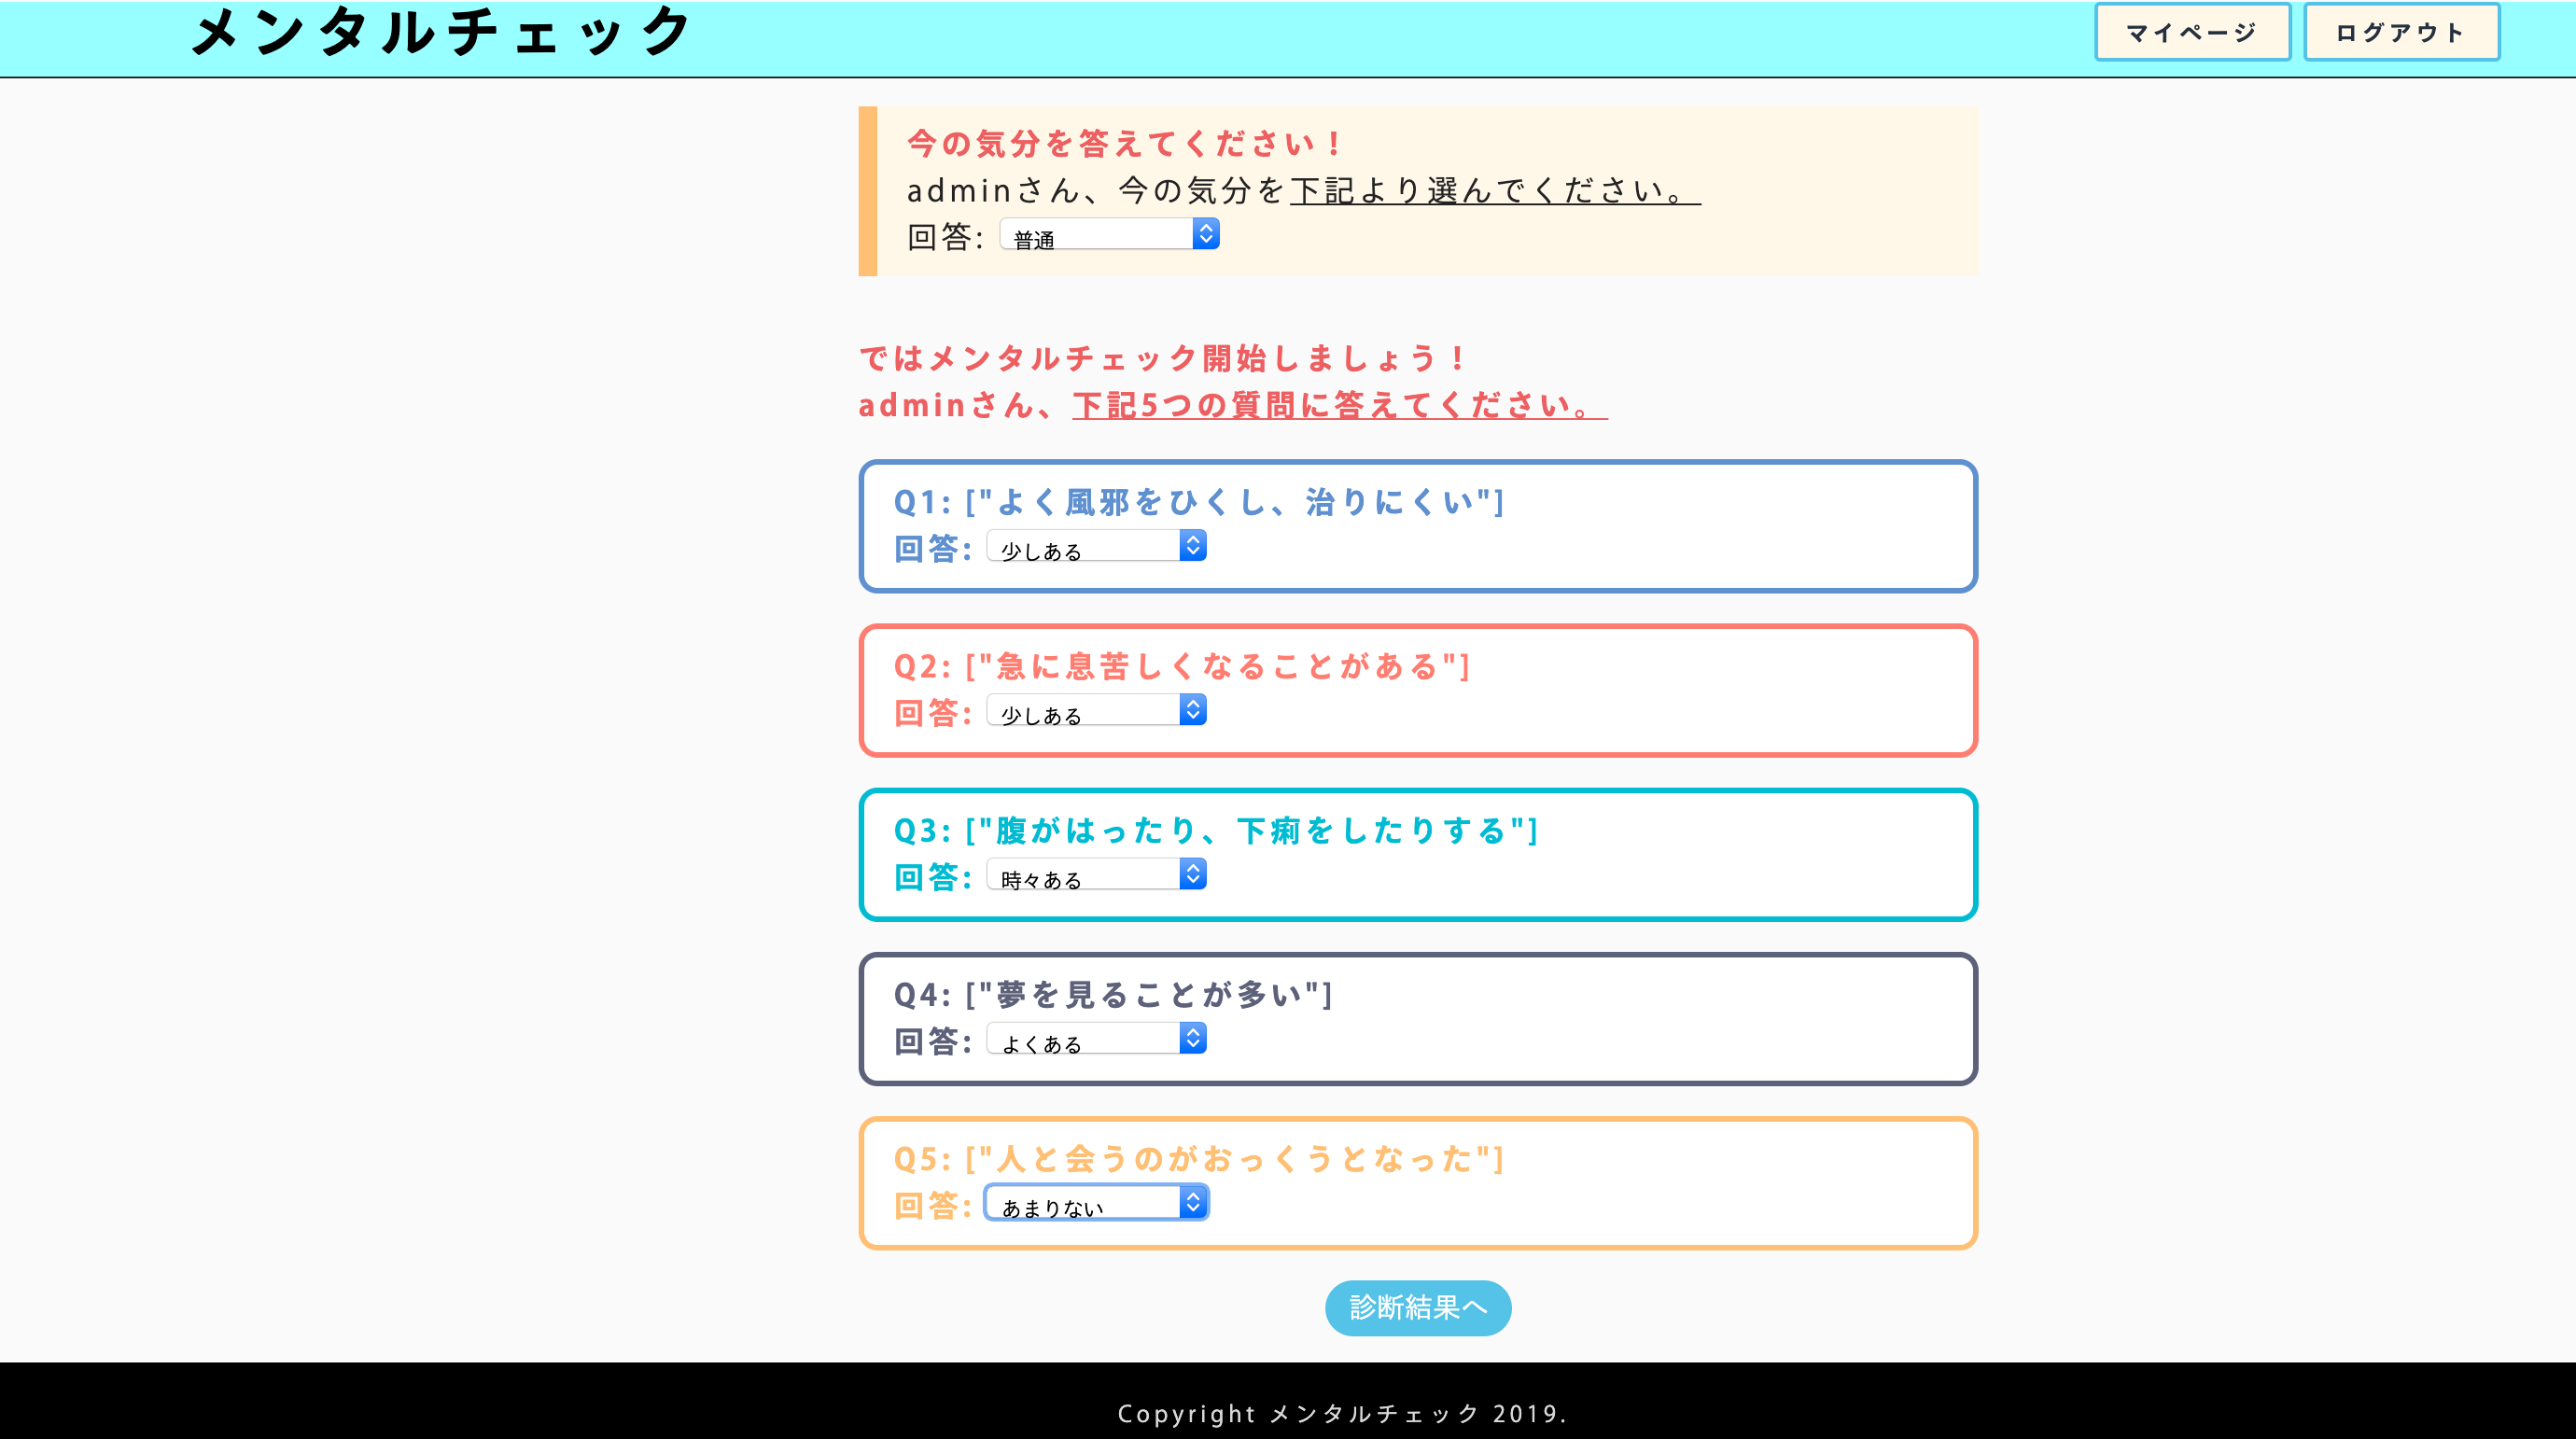 メンタルチェック
マイページ
ログアウト
今の気分を答えてください！
adminさん、今の気分を下記より選んでください。
回答: 普通
ではメンタルチェック開始しましょう！
adminさん、下記5つの質問に答えてください。
Q1: ["よく風邪をひくし、治りにくい"]
回答: 少しある
Q2: ["急に息苦しくなることがある"]
回答: 少しある
Q3: ["腹がはったり、下痢をしたりする"]
回答: 時々ある
Q4: ["夢を見ることが多い"]
回答: よくある
Q5: ["人と会うのがおっくうとなった"]
回答: あまりない
診断結果へ
Copyright メンタルチェック 2019.